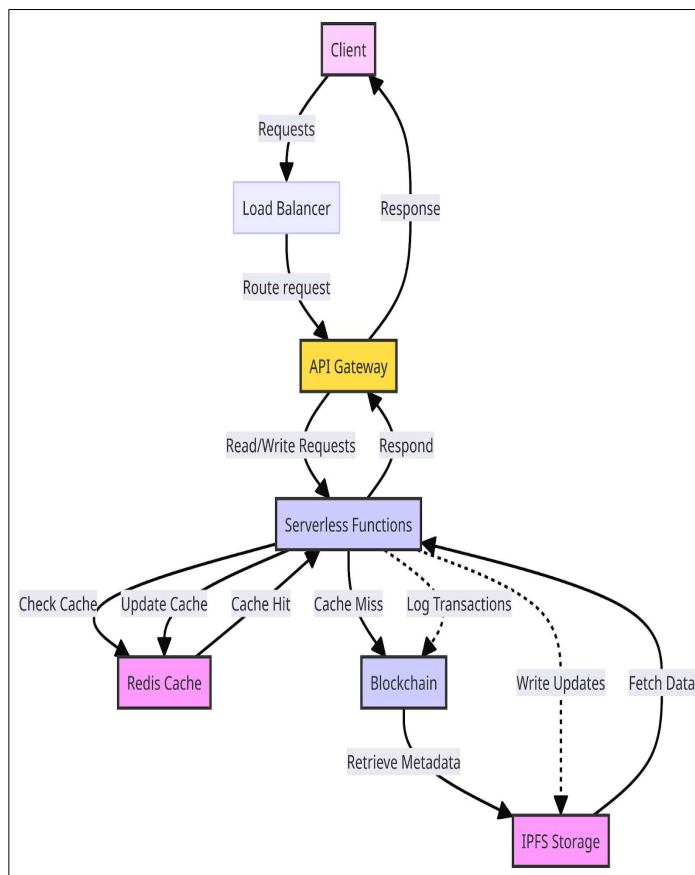 Client
Requests
Load Balancer
Response
Route request
API Gateway
Read/Write Requests
Respond
Serverless Functions
Check Cache
Update Cache
Cache Hit
Cache Miss
Log Transactions
Redis Cache
Blockchain
Write Updates
Fetch Data
Retrieve Metadata
IPFS Storage